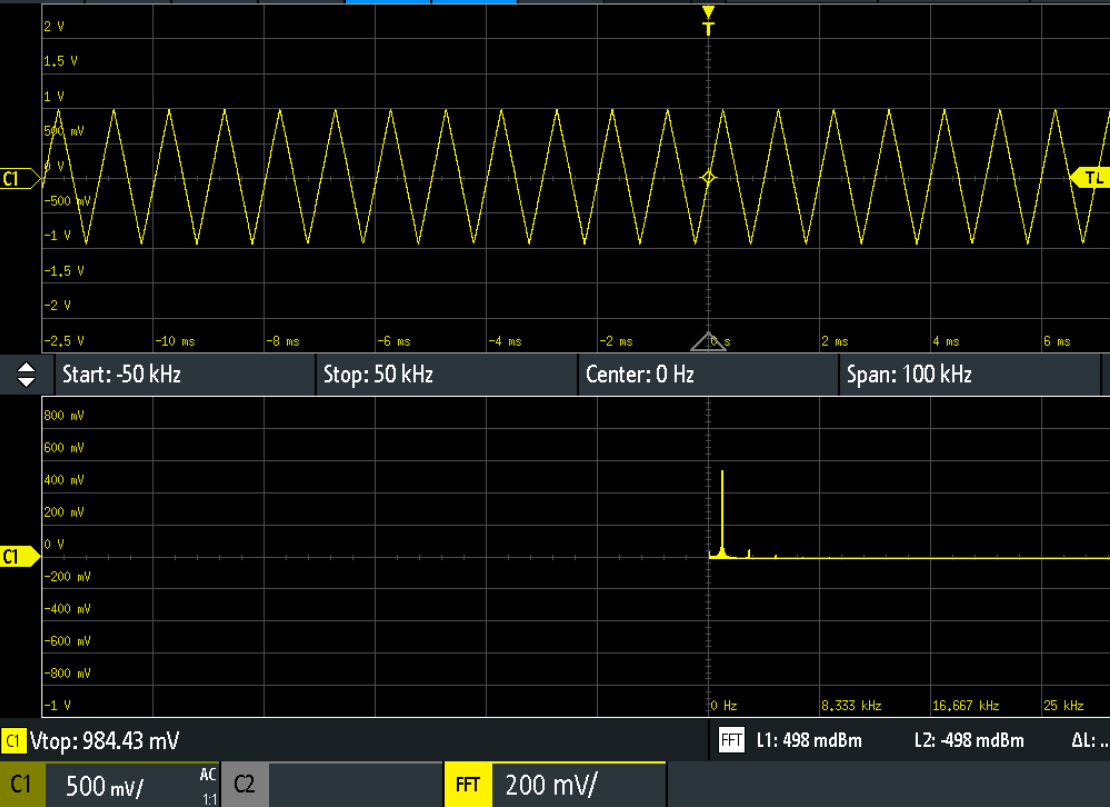 T
2 V
1.5 V
1 V
500 mV
0 V
C1
TL
-500 mV
-1 V
-1.5 V
-2 V
-2.5 V
-10 ms
-8 ms
-6 ms
-4 ms
-2 ms
0 s
2 ms
4 ms
6 ms
Start: -50 kHz
Stop: 50 kHz
Center: 0 Hz
Span: 100 kHz
800 mV
600 mV
400 mV
200 mV
0 V
C1
-200 mV
-400 mV
-600 mV
-800 mV
-1 V
0 Hz
8.333 kHz
16.667 kHz
25 kHz
C1 Vtop: 984.43 mV
FFT L1: 498 mdBm L2: -498 mdBm ΔL: ..
C1 500 mV/ AC 1:1
C2
FFT 200 mV/